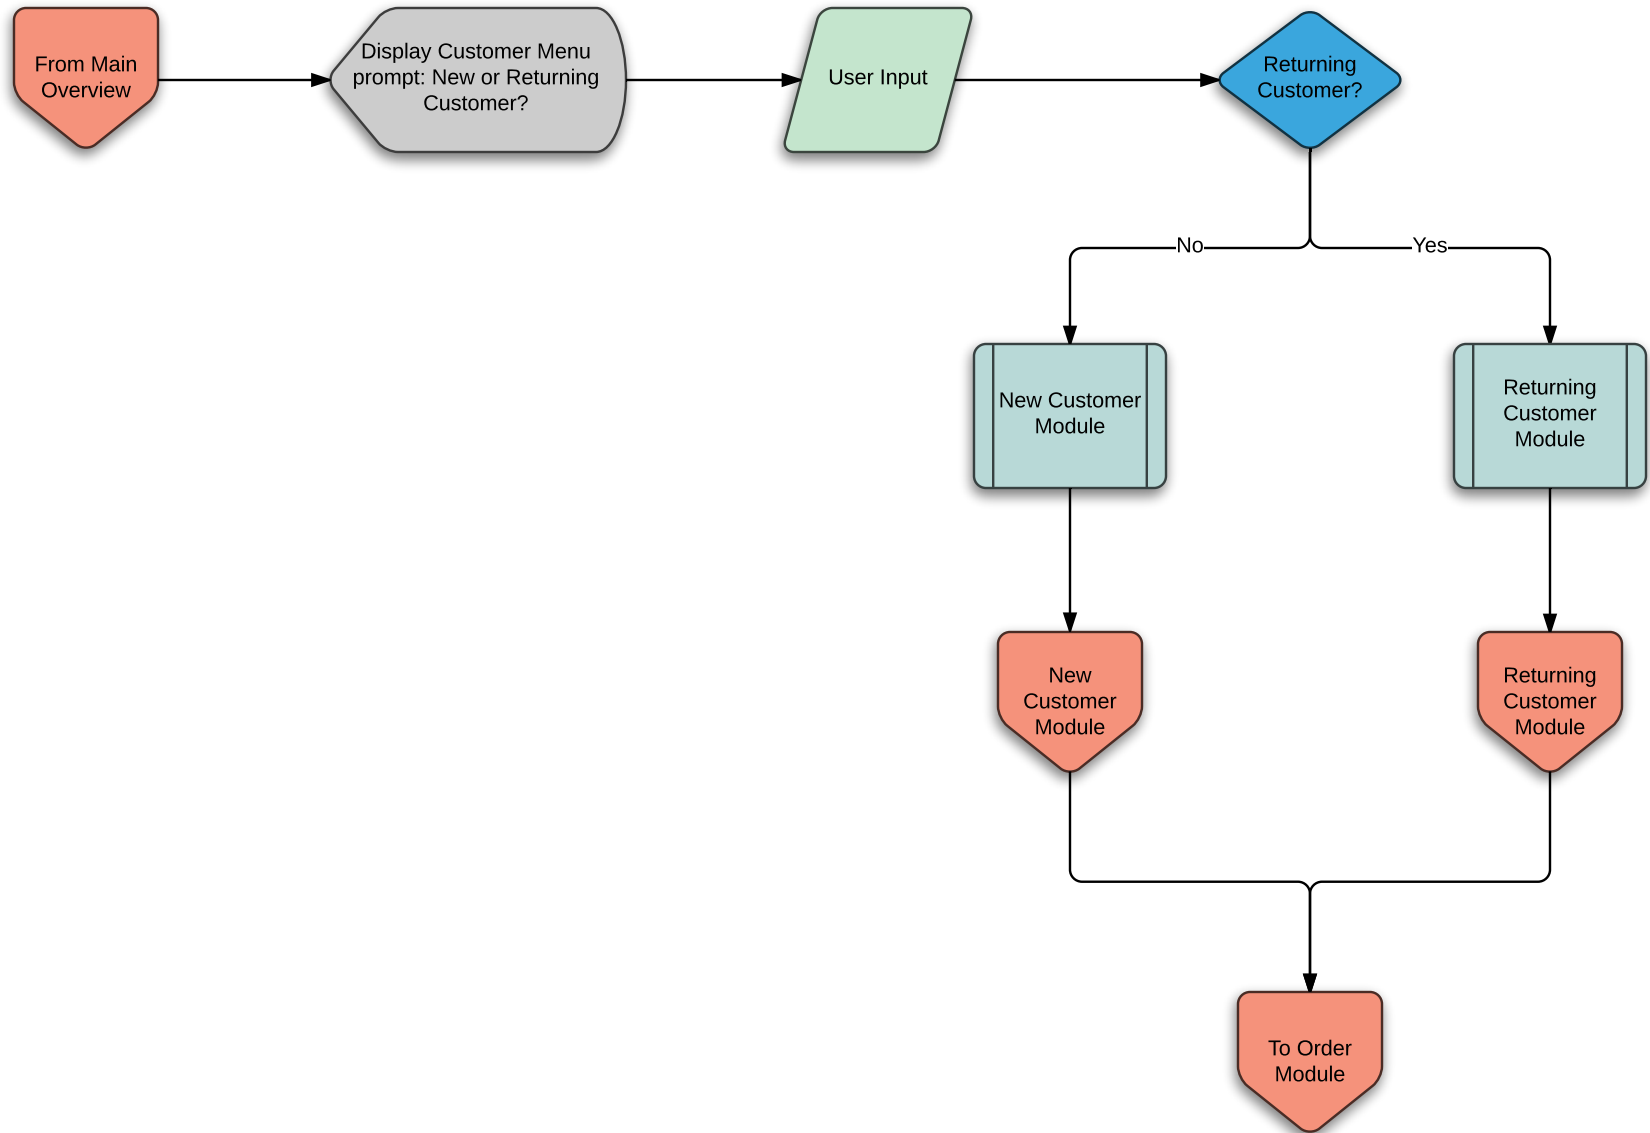 From Main
Overview
Display Customer Menu
prompt: New or Returning
Customer?
User Input
Returning
Customer?
No
Yes
New Customer
Module
Returning
Customer
Module
New
Customer
Module
Returning
Customer
Module
To Order
Module